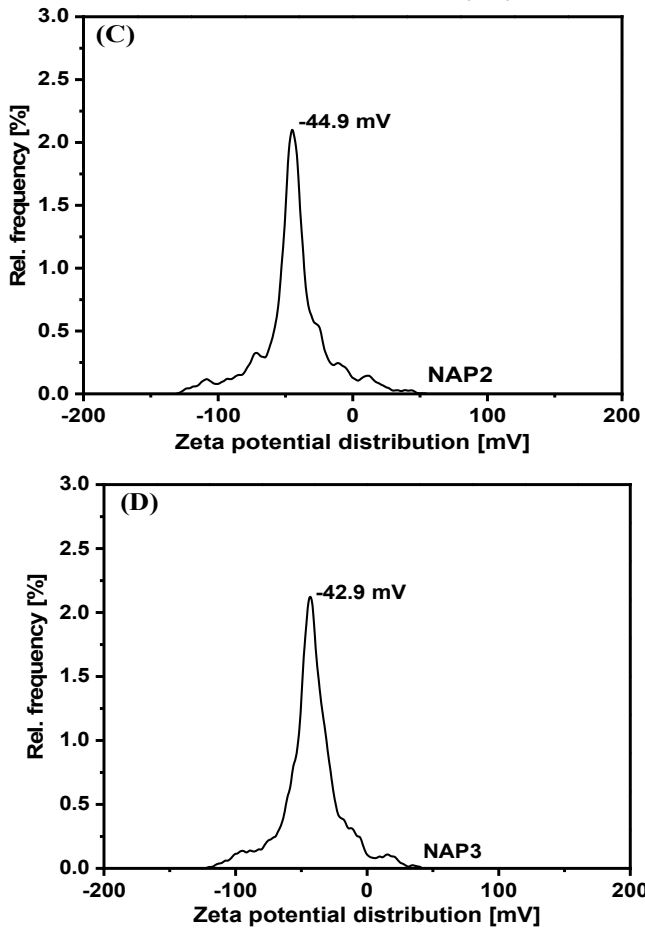 (C)
3.0
2.5
2.0
1.5
1.0
0.5
0.0
Rel. frequency [%]
-44.9 mV
NAP2
-200 -100 0 100 200
Zeta potential distribution [mV]
(D)
3.0
2.5
2.0
1.5
1.0
0.5
0.0
Rel. frequency [%]
-42.9 mV
NAP3
-200 -100 0 100 200
Zeta potential distribution [mV]